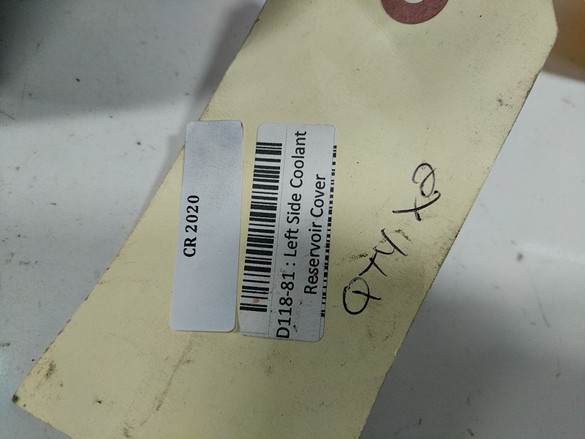 CR 2020
D118-81 : Left Side Coolant
Reservoir Cover
QTY x2